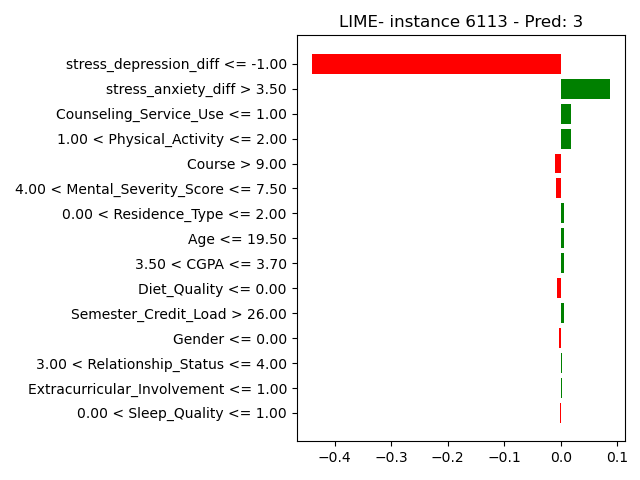 LIME- instance 6113 - Pred: 3
stress_depression_diff <= -1.00
stress_anxiety_diff > 3.50
Counseling_Service_Use <= 1.00
1.00 < Physical_Activity <= 2.00
Course > 9.00
4.00 < Mental_Severity_Score <= 7.50
0.00 < Residence_Type <= 2.00
Age <= 19.50
3.50 < CGPA <= 3.70
Diet_Quality <= 0.00
Semester_Credit_Load > 26.00
Gender <= 0.00
3.00 < Relationship_Status <= 4.00
Extracurricular_Involvement <= 1.00
0.00 < Sleep_Quality <= 1.00
−0.4 −0.3 −0.2 −0.1 0.0 0.1